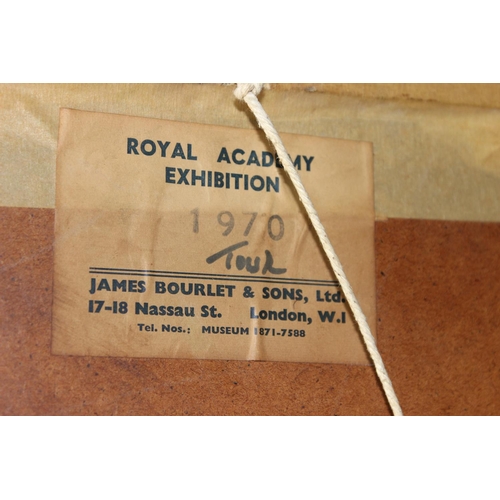 ROYAL ACADEMY
EXHIBITION
1970
Tour
JAMES BOURLET & SONS, Ltd.
17-18 Nassau St. London, W.1
Tel. Nos.: MUSEUM 1871-7588